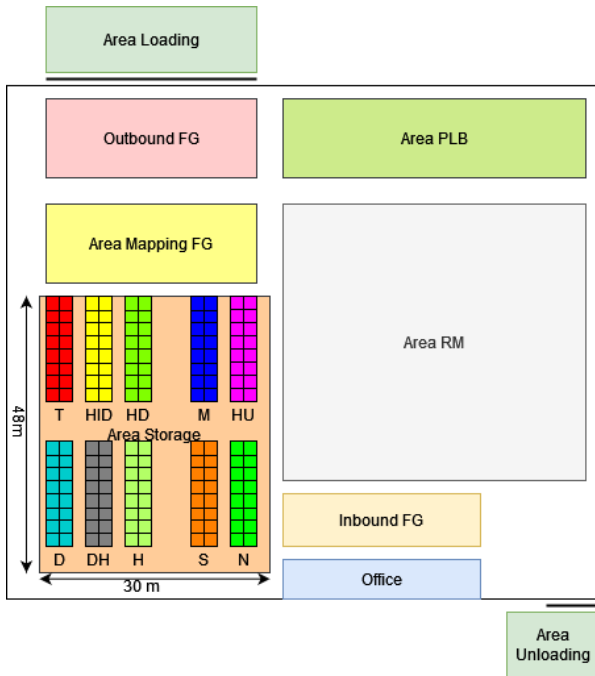 Area Loading
Outbound FG
Area PLB
Area Mapping FG
Area RM
48m
T HID HD M HU
Area Storage
D DH H S N
30 m
Inbound FG
Office
Area
Unloading